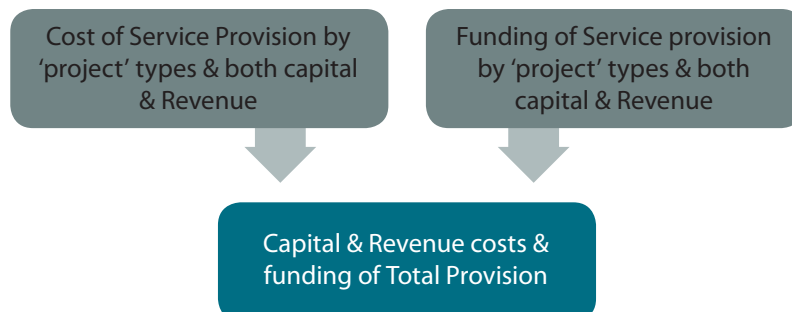 Cost of Service Provision by
‘project’ types & both capital
& Revenue
Funding of Service provision
by ‘project’ types & both
capital & Revenue
Capital & Revenue costs &
funding of Total Provision